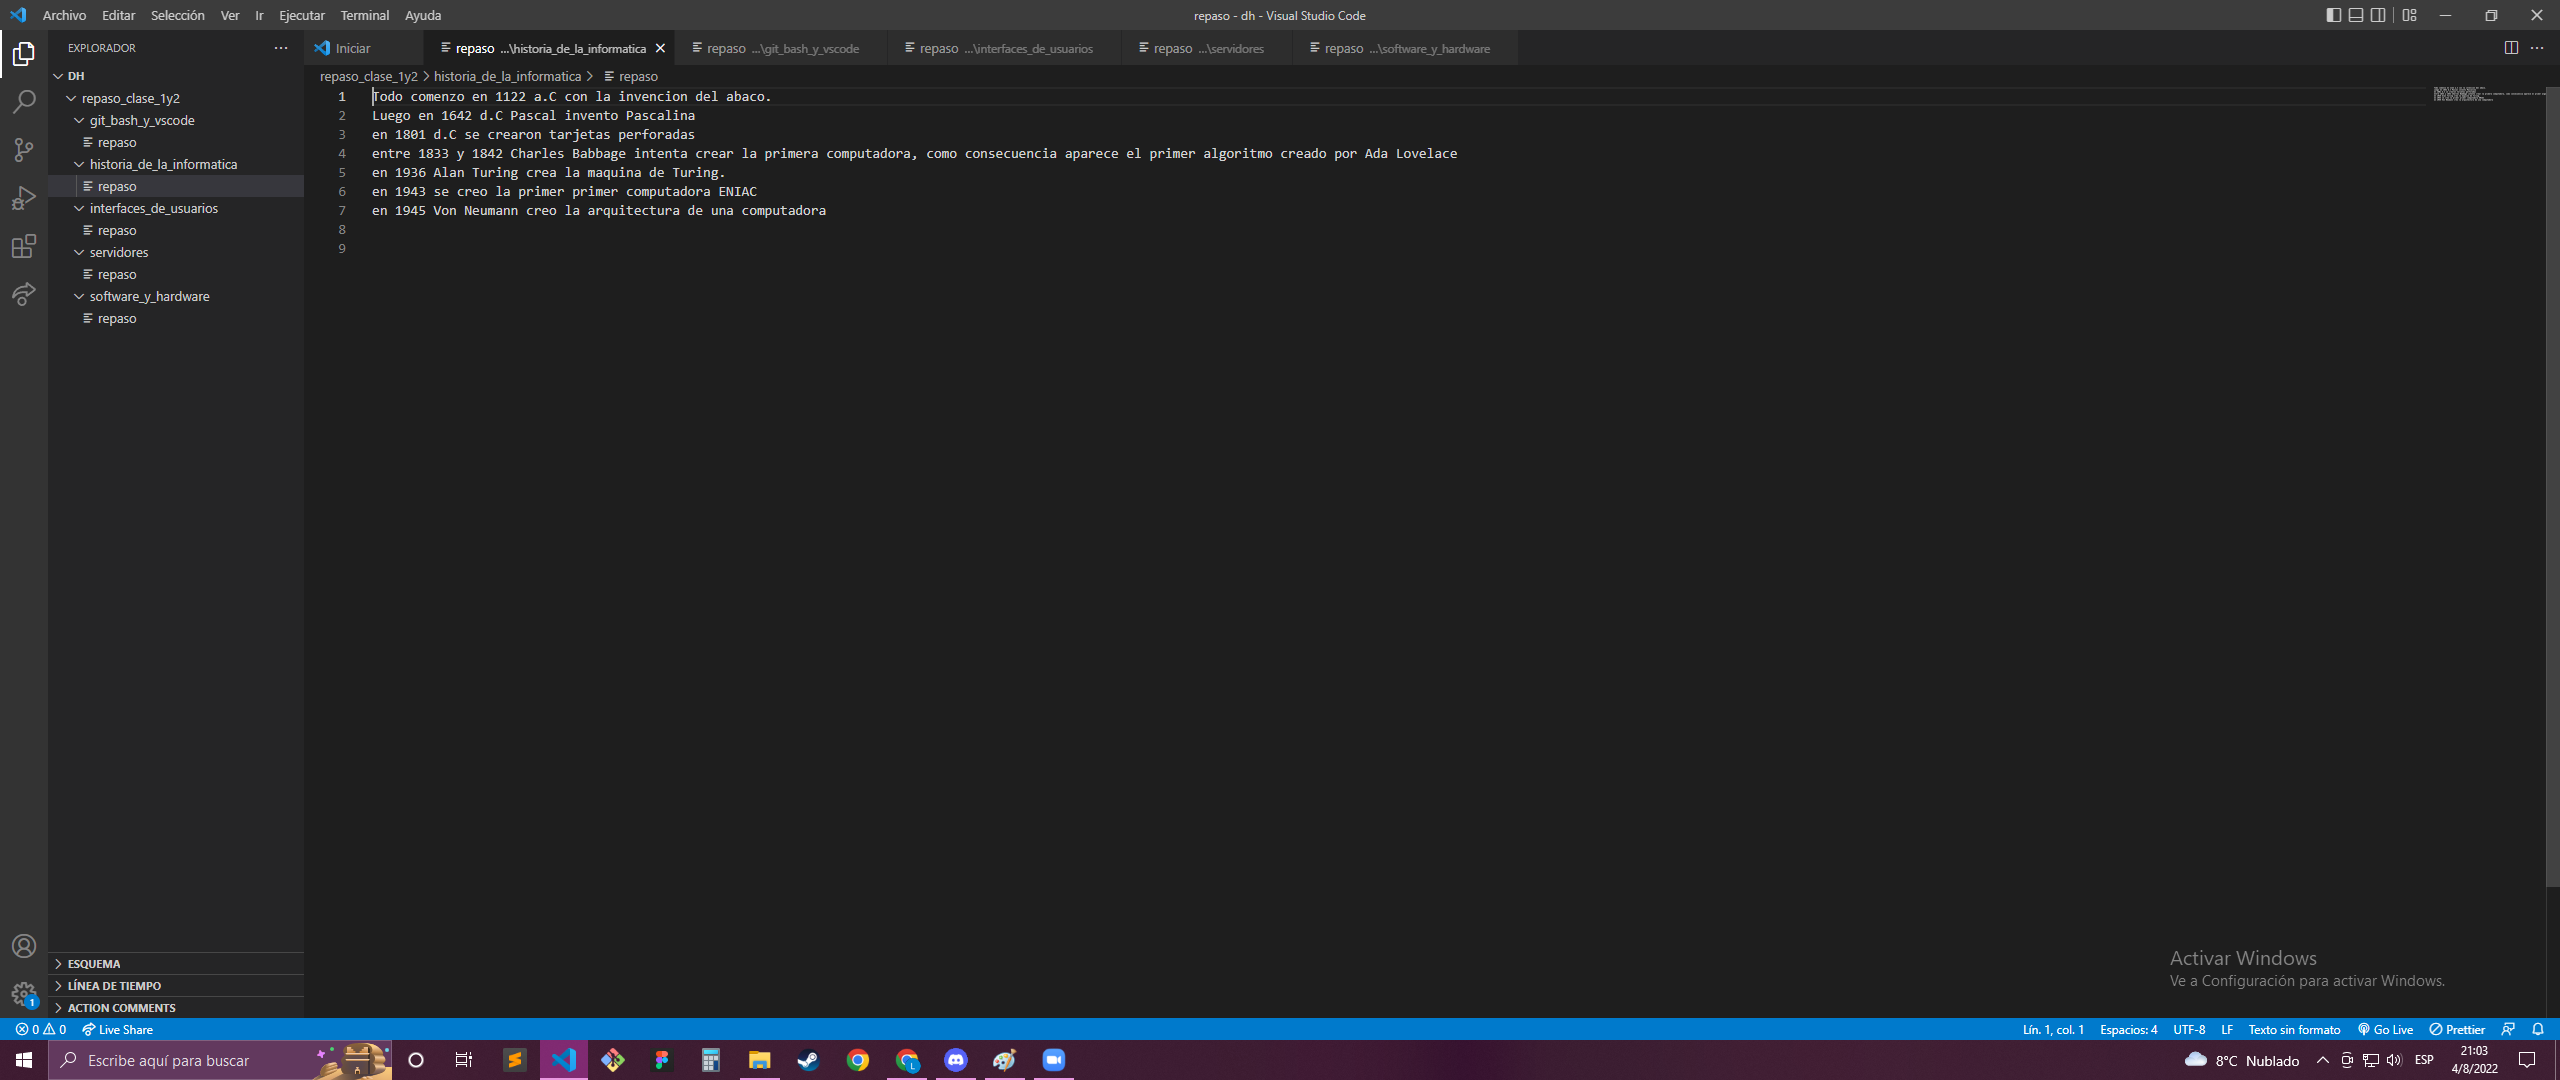 Archivo Editar Selección Ver Ir Ejecutar Terminal Ayuda
repaso - dh - Visual Studio Code
EXPLORADOR
Iniciar
repaso ...\historia_de_la_informatica
repaso ...\git_bash_y_vscode
repaso ...\interfaces_de_usuarios
repaso ...\servidores
repaso ...\software_y_hardware
DH
repaso_clase_1y2
git_bash_y_vscode
repaso
historia_de_la_informatica
repaso
interfaces_de_usuarios
repaso
servidores
repaso
software_y_hardware
repaso
repaso_clase_1y2 > historia_de_la_informatica > repaso
1 Todo comenzo en 1122 a.C con la invencion del abaco.
2 Luego en 1642 d.C Pascal invento Pascalina
3 en 1801 d.C se crearon tarjetas perforadas
4 entre 1833 y 1842 Charles Babbage intenta crear la primera computadora, como consecuencia aparece el primer algoritmo creado por Ada Lovelace
5 en 1936 Alan Turing crea la maquina de Turing.
6 en 1943 se creo la primer primer computadora ENIAC
7 en 1945 Von Neumann creo la arquitectura de una computadora
8
9
Activar Windows
Ve a Configuración para activar Windows.
ESQUEMA
LÍNEA DE TIEMPO
ACTION COMMENTS
1
0 0 Live Share
Lín. 1, col. 1 Espacios: 4 UTF-8 LF Texto sin formato Go Live Prettier
Escribe aquí para buscar
L
8°C Nublado
ESP
21:03
4/8/2022